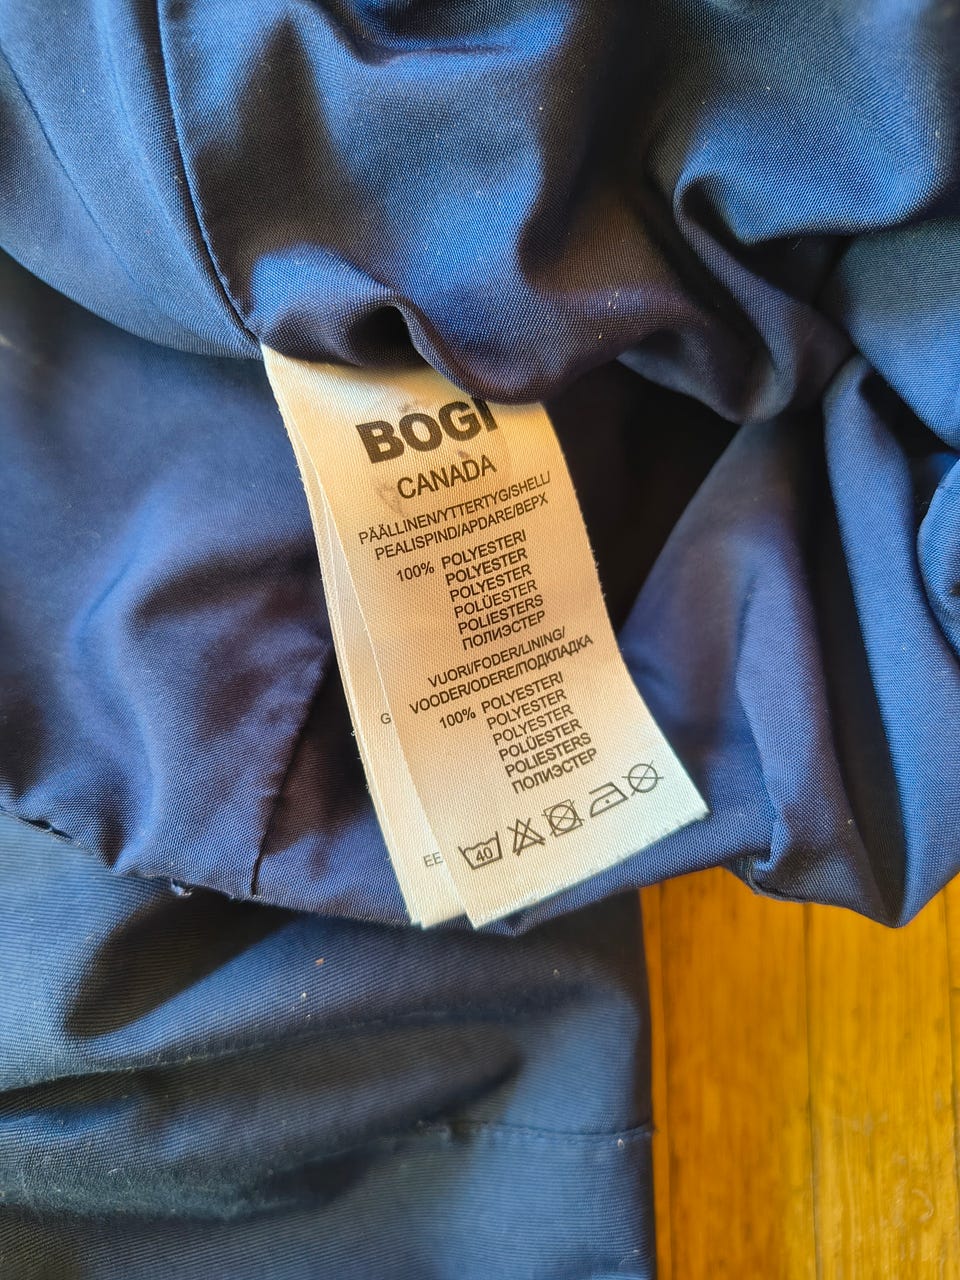 BOGI
CANADA
PÄÄLLINEN/YTTERTYG/SHELL/
PEALISPIND/APDARE/ВЕРХ
100% POLYESTERI
POLYESTER
POLYESTER
POLÜESTER
POLIESTERS
ПОЛИЭСТЕР
VUORI/FODER/LINING/
VOODER/ODERE/ПОДКЛАДКА
100% POLYESTERI
POLYESTER
POLYESTER
POLÜESTER
POLIESTERS
ПОЛИЭСТЕР
40
G
EE